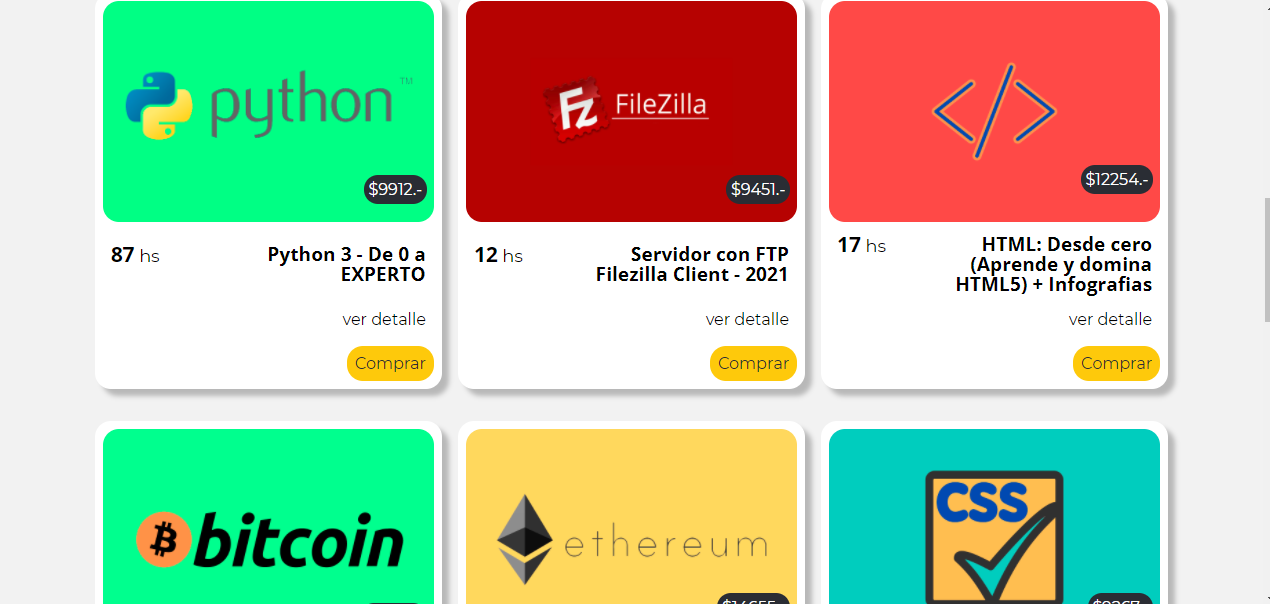 python™
$9912.-
87 hs
Python 3 - De 0 a
EXPERTO
ver detalle
Comprar
Fz FileZilla
$9451.-
12 hs
Servidor con FTP
Filezilla Client - 2021
ver detalle
Comprar
</>
$12254.-
17 hs
HTML: Desde cero
(Aprende y domina
HTML5) + Infografias
ver detalle
Comprar
bitcoin
ethereum
CSS